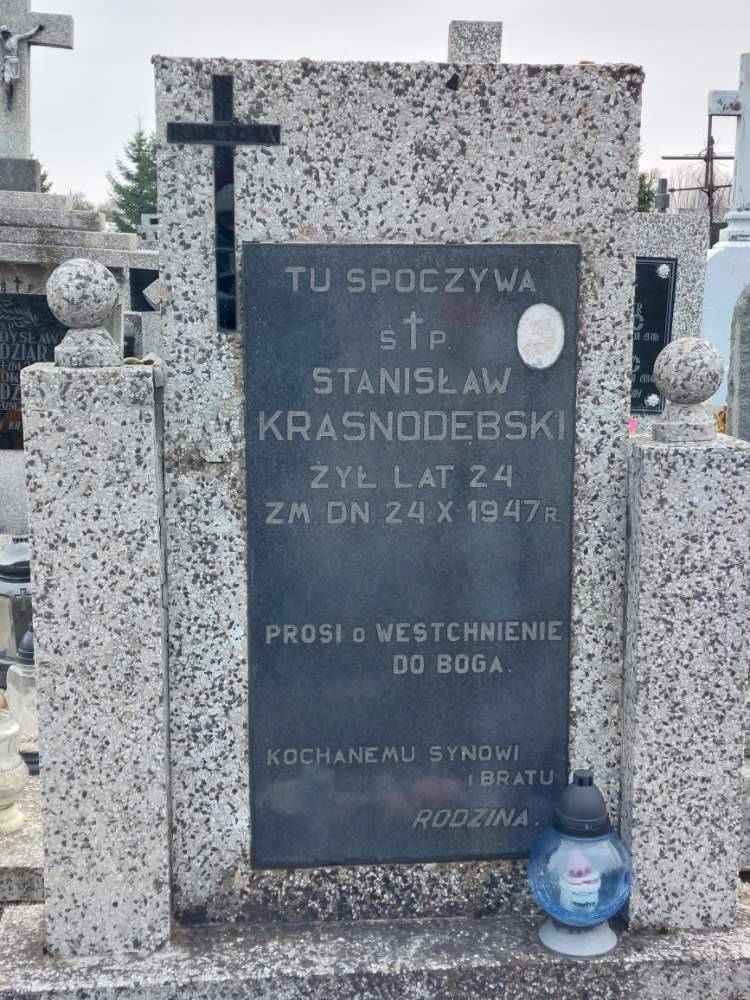 TU SPOCZYWA
Ś†P.
STANISŁAW
KRASNODĘBSKI
ŻYŁ LAT 24
ZM. DN. 24 X 1947 R.
PROSI O WESTCHNIENIE
DO BOGA.
KOCHANEMU SYNOWI
I BRATU
RODZINA.